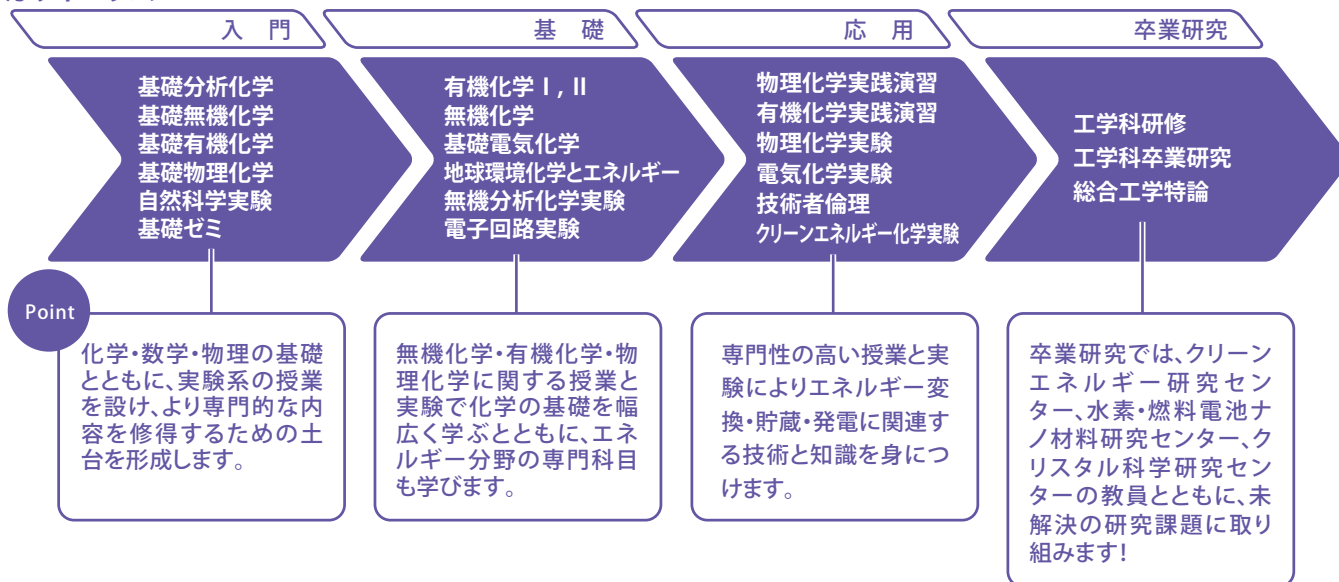 入 門
基 礎
応 用
卒業研究
基礎分析化学
基礎無機化学
基礎有機化学
基礎物理化学
自然科学実験
基礎ゼミ
有機化学 I , II
無機化学
基礎電気化学
地球環境化学とエネルギー
無機分析化学実験
電子回路実験
物理化学実践演習
有機化学実践演習
物理化学実験
電気化学実験
技術者倫理
クリーンエネルギー化学実験
工学科研修
工学科卒業研究
総合工学特論
Point
化学・数学・物理の基礎
とともに、実験系の授業
を設け、より専門的な内
容を修得するための土
台を形成します。
無機化学・有機化学・物
理化学に関する授業と
実験で化学の基礎を幅
広く学ぶとともに、エネ
ルギー分野の専門科目
も学びます。
専門性の高い授業と実
験によりエネルギー変
換・貯蔵・発電に関連す
る技術と知識を身につ
けます。
卒業研究では、クリーン
エネルギー研究セン
ター、水素・燃料電池ナ
ノ材料研究センター、ク
リスタル科学研究セン
ターの教員とともに、未
解決の研究課題に取り
組みます!